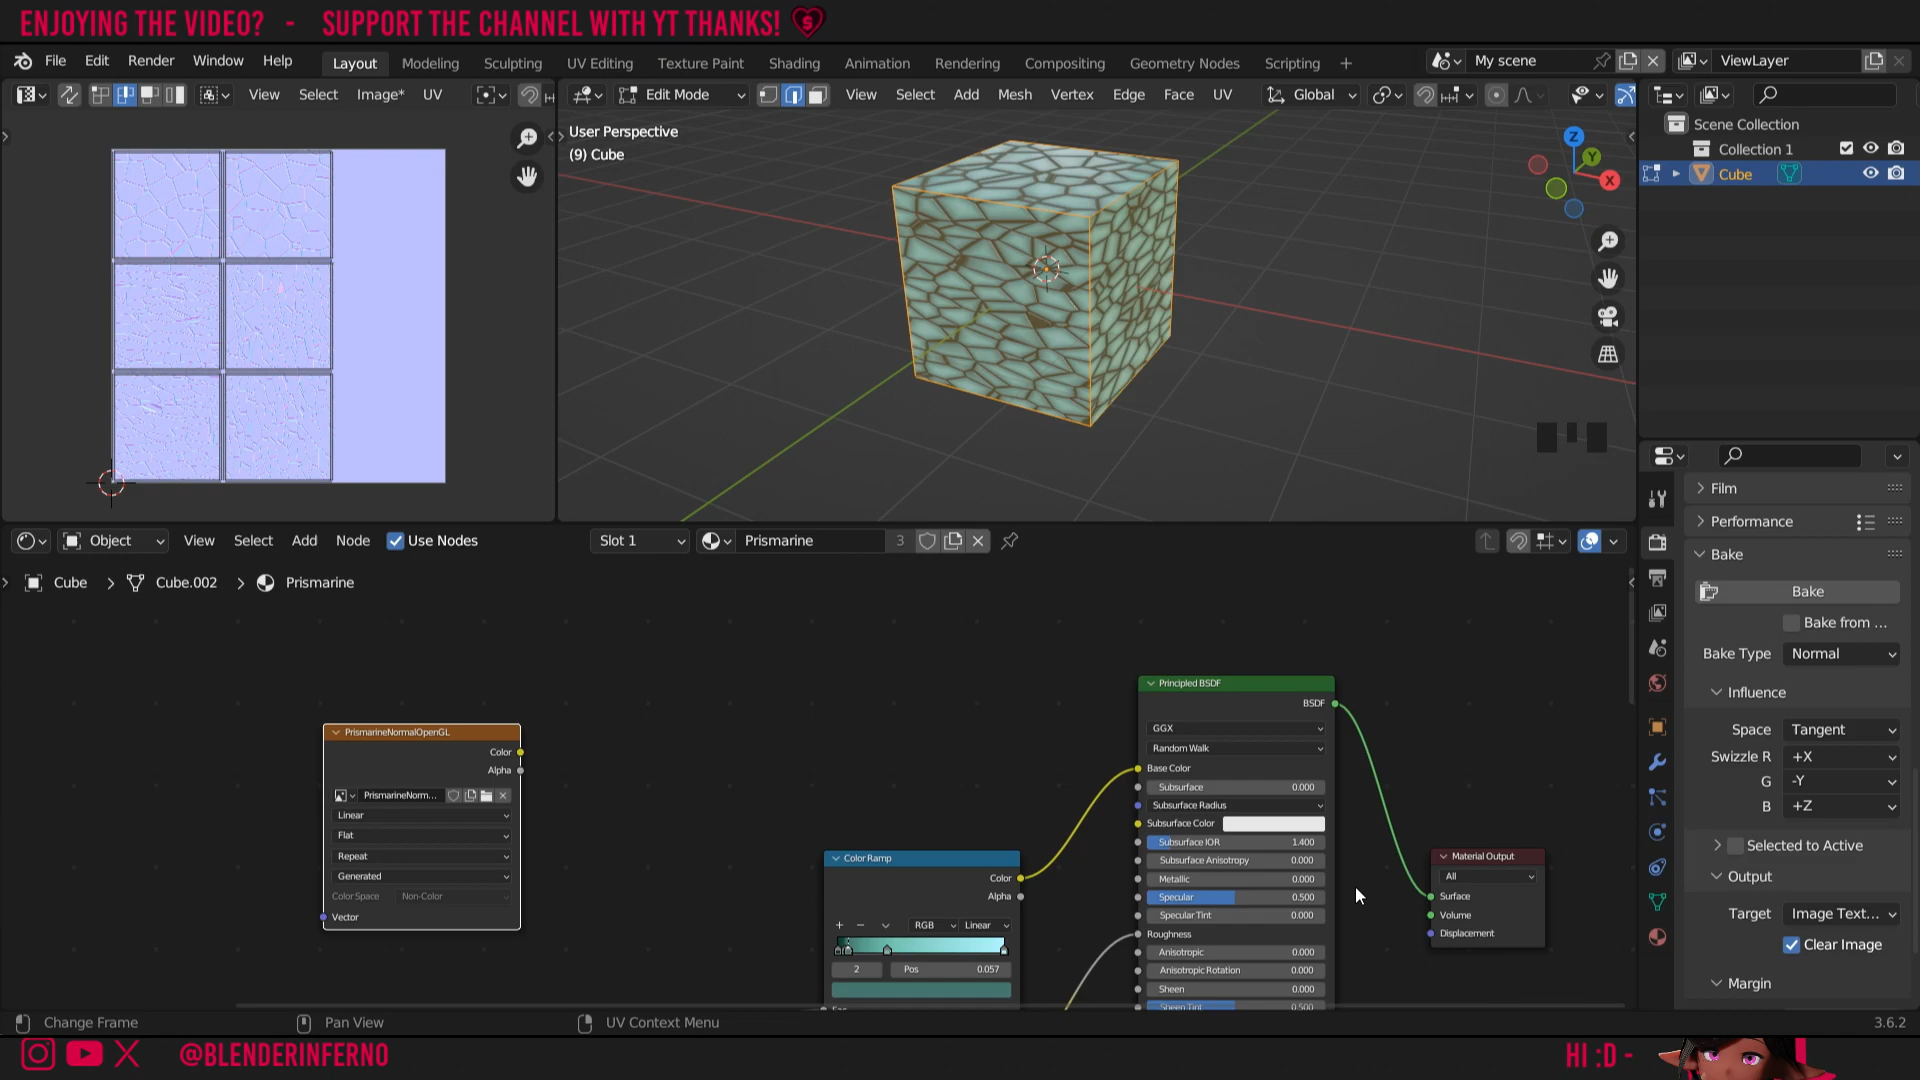 ENJOYING THE VIDEO? - SUPPORT THE CHANNEL WITH YT THANKS!
File Edit Render Window Help Layout Modeling Sculpting UV Editing Texture Paint Shading Animation Rendering Compositing Geometry Nodes Scripting + My scene ViewLayer
View Select Image* UV Edit Mode View Select Add Mesh Vertex Edge Face UV Global
User Perspective
(9) Cube
Z
Y
X
Scene Collection
Collection 1
Cube
Film
Performance
Bake
Bake
Bake from ...
Bake Type Normal
Influence
Space Tangent
Swizzle R +X
G -Y
B +Z
Selected to Active
Output
Target Image Text...
Clear Image
Margin
Object View Select Add Node Use Nodes Slot 1 Prismarine 3
Cube > Cube.002 > Prismarine
PrismarineNormalOpenGL
Color
Alpha
PrismarineNorm...
Linear
Flat
Repeat
Generated
Color Space Non-Color
Vector
Color Ramp
Color
Alpha
RGB Linear
2 Pos 0.057
Principled BSDF
BSDF
GGX
Random Walk
Base Color
Subsurface 0.000
Subsurface Radius
Subsurface Color
Subsurface IOR 1.400
Subsurface Anisotropy 0.000
Metallic 0.000
Specular 0.500
Specular Tint 0.000
Roughness
Anisotropic 0.000
Anisotropic Rotation 0.000
Sheen 0.000
Sheen Tint 0.500
Material Output
All
Surface
Volume
Displacement
Change Frame Pan View UV Context Menu 3.6.2
@BLENDERINFERNO HI :D -